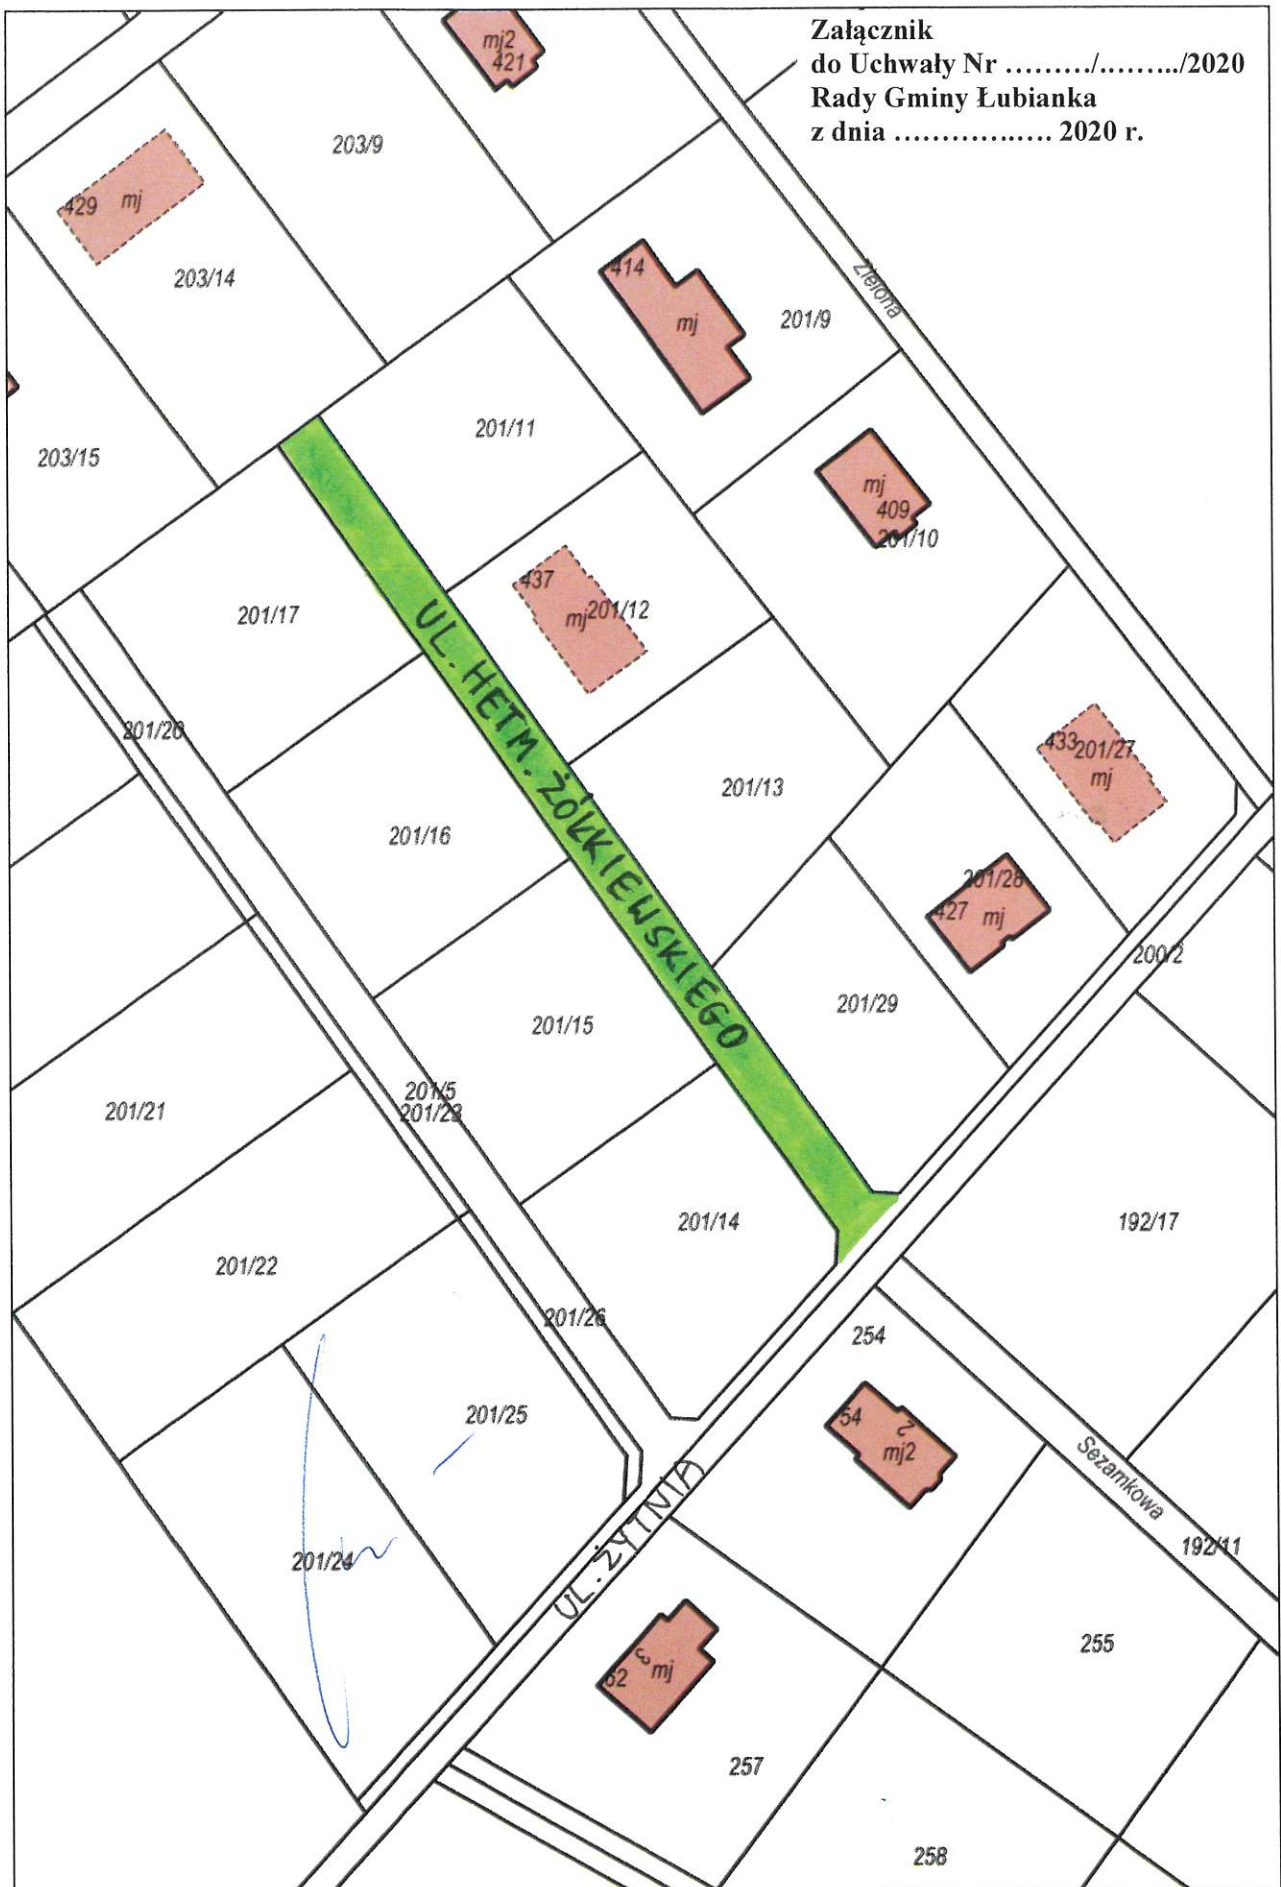 Załącznik
do Uchwały Nr ………/………/2020
Rady Gminy Łubianka
z dnia ……………… 2020 r.
mj2
421
203/9
429 mj
203/14
414
mj
201/9
Zielona
201/11
203/15
mj
409
201/10
437
mj 201/12
201/17
UL. HETM. ŻÓŁKIEWSKIEGO
201/20
433 201/27
mj
201/13
201/16
201/28
427 mj
200/2
201/29
201/15
201/5
201/23
201/21
201/14
192/17
201/22
201/26
254
54 2
mj2
201/25
Sezamkowa
UL. ŻYTNIA
192/11
201/24
255
62 3 mj
257
258